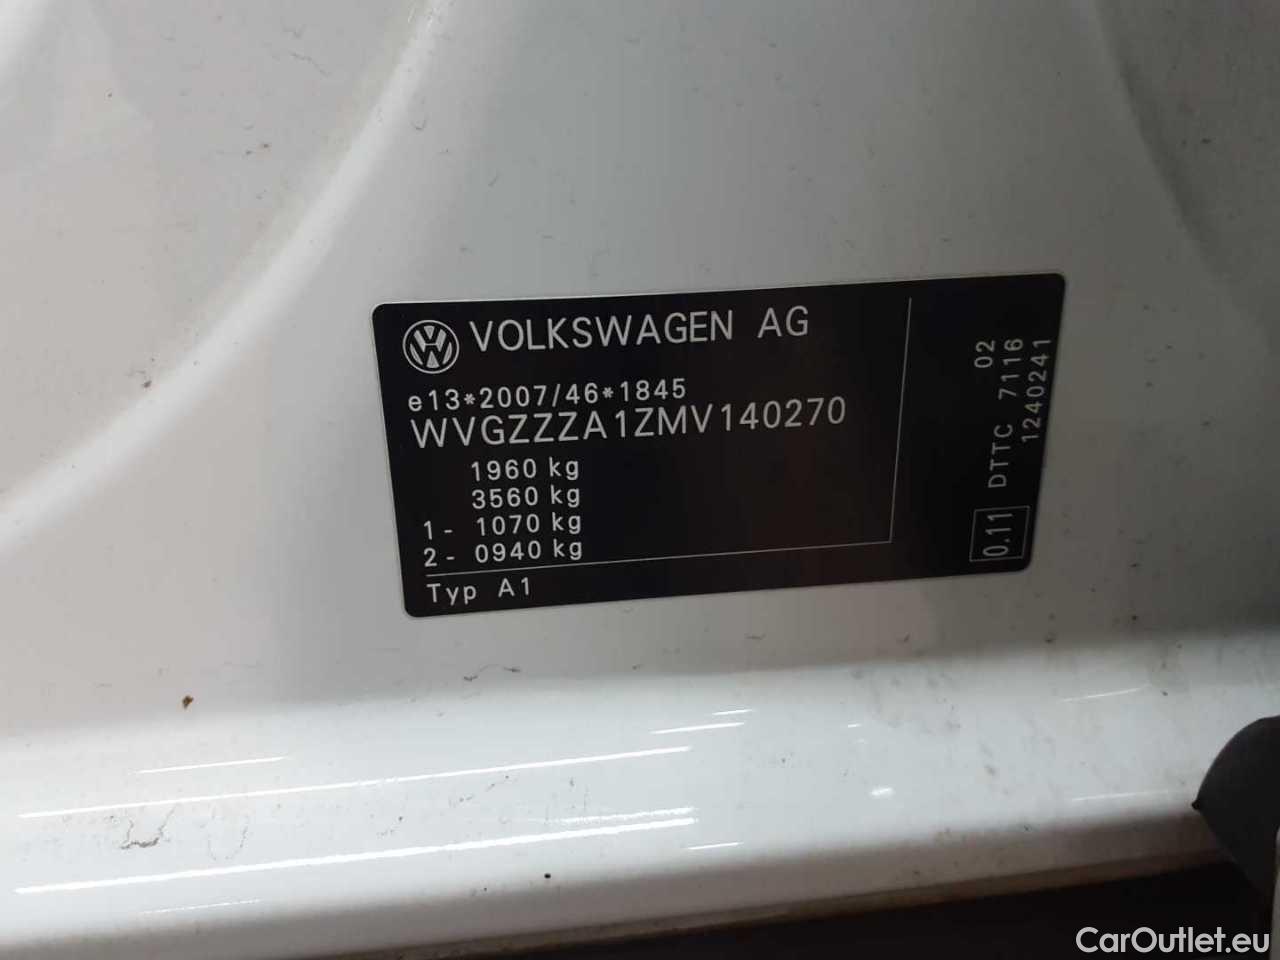 VOLKSWAGEN AG
e13*2007/46*1845
WVGZZZA1ZMV140270
1960 kg
3560 kg
1 - 1070 kg
2 - 0940 kg
Typ A1
0.11 DTTC 7116 02
1240241
CarOutlet.eu